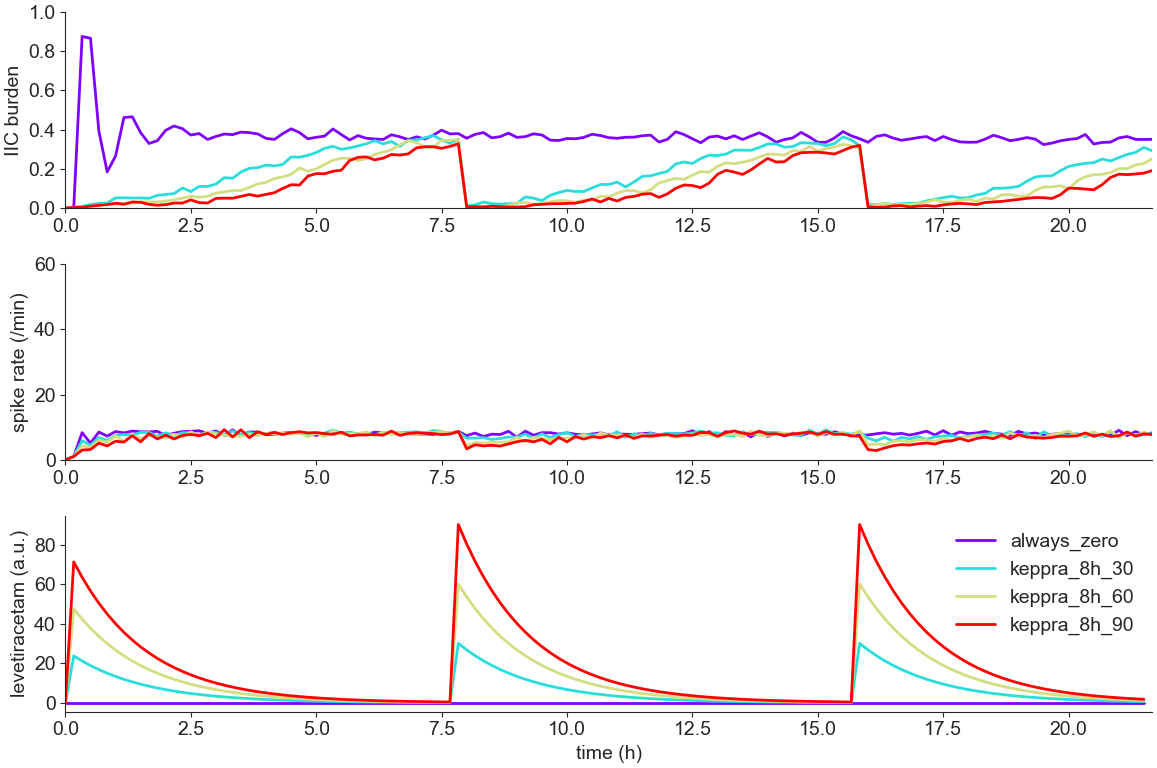 IIC burden
1.0
0.8
0.6
0.4
0.2
0.0
0.0 2.5 5.0 7.5 10.0 12.5 15.0 17.5 20.0
spike rate (/min)
60
40
20
0
0.0 2.5 5.0 7.5 10.0 12.5 15.0 17.5 20.0
levetiracetam (a.u.)
80
60
40
20
0
always_zero
keppra_8h_30
keppra_8h_60
keppra_8h_90
0.0 2.5 5.0 7.5 10.0 12.5 15.0 17.5 20.0
time (h)